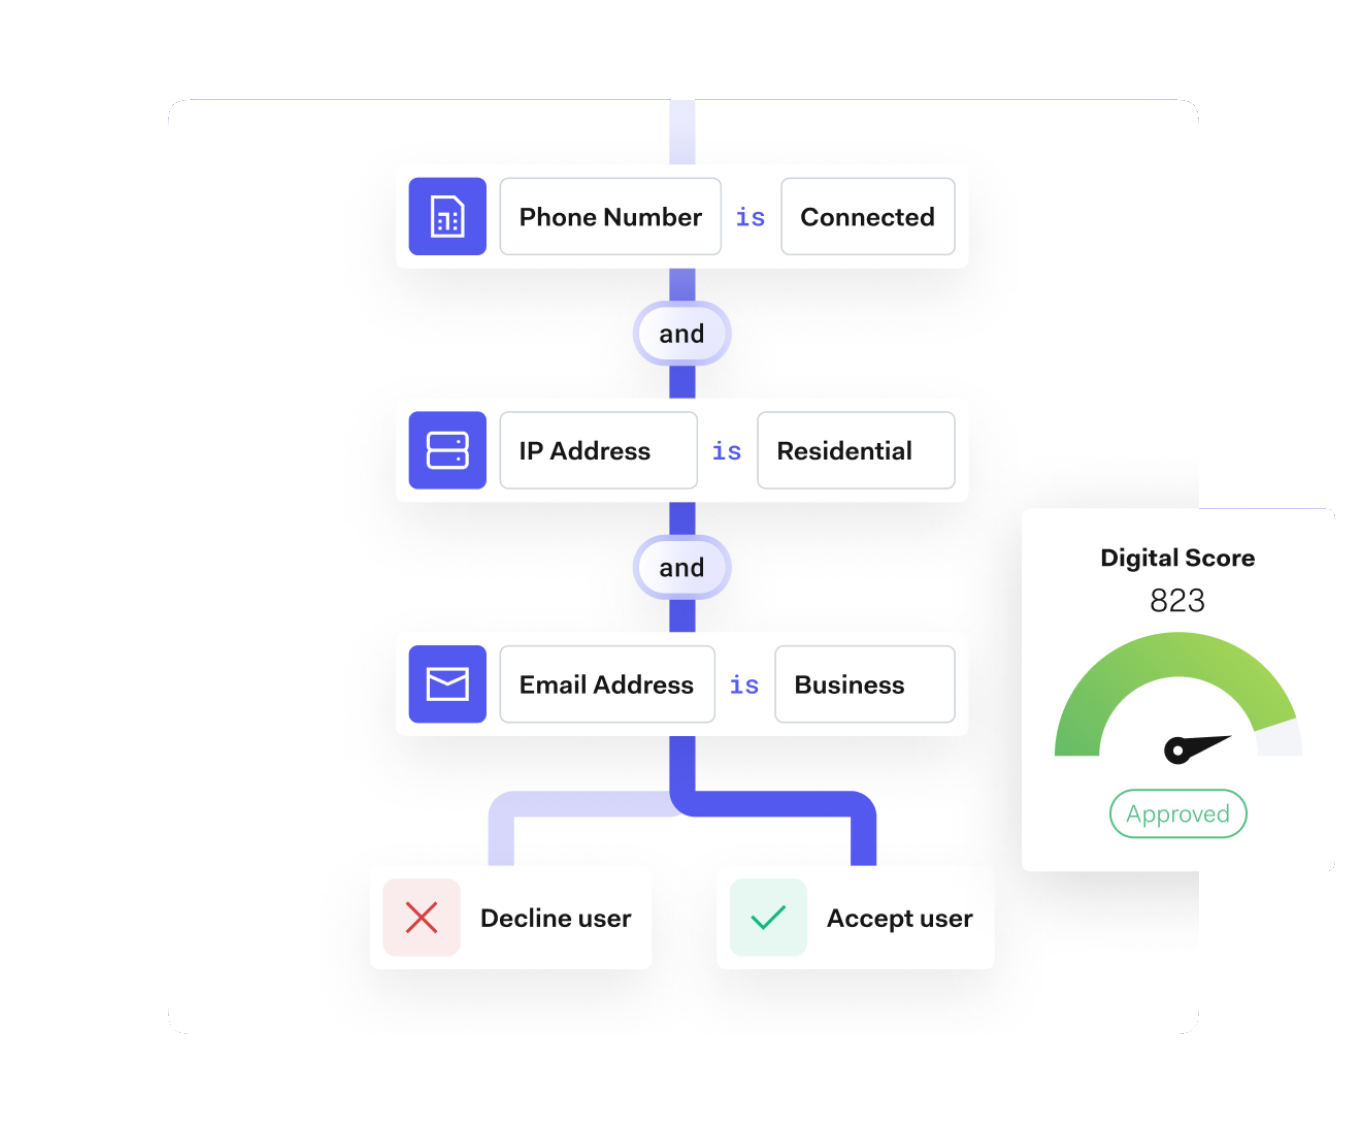 Phone Number is Connected
and
IP Address is Residential
and
Email Address is Business
Digital Score
823
Approved
Decline user
Accept user